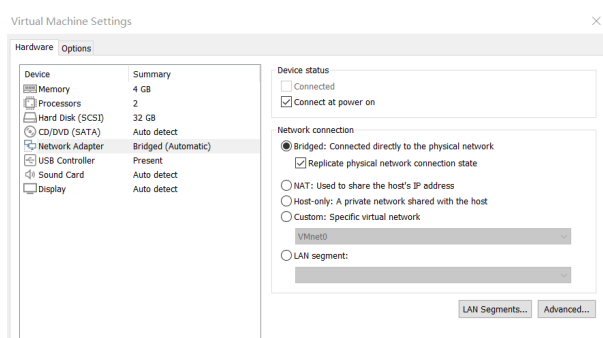 Virtual Machine Settings
Hardware Options
Device Summary
Memory 4 GB
Processors 2
Hard Disk (SCSI) 32 GB
CD/DVD (SATA) Auto detect
Network Adapter Bridged (Automatic)
USB Controller Present
Sound Card Auto detect
Display Auto detect
Device status
Connected
Connect at power on
Network connection
Bridged: Connected directly to the physical network
Replicate physical network connection state
NAT: Used to share the host's IP address
Host-only: A private network shared with the host
Custom: Specific virtual network
VMnet0
LAN segment:
LAN Segments... Advanced...